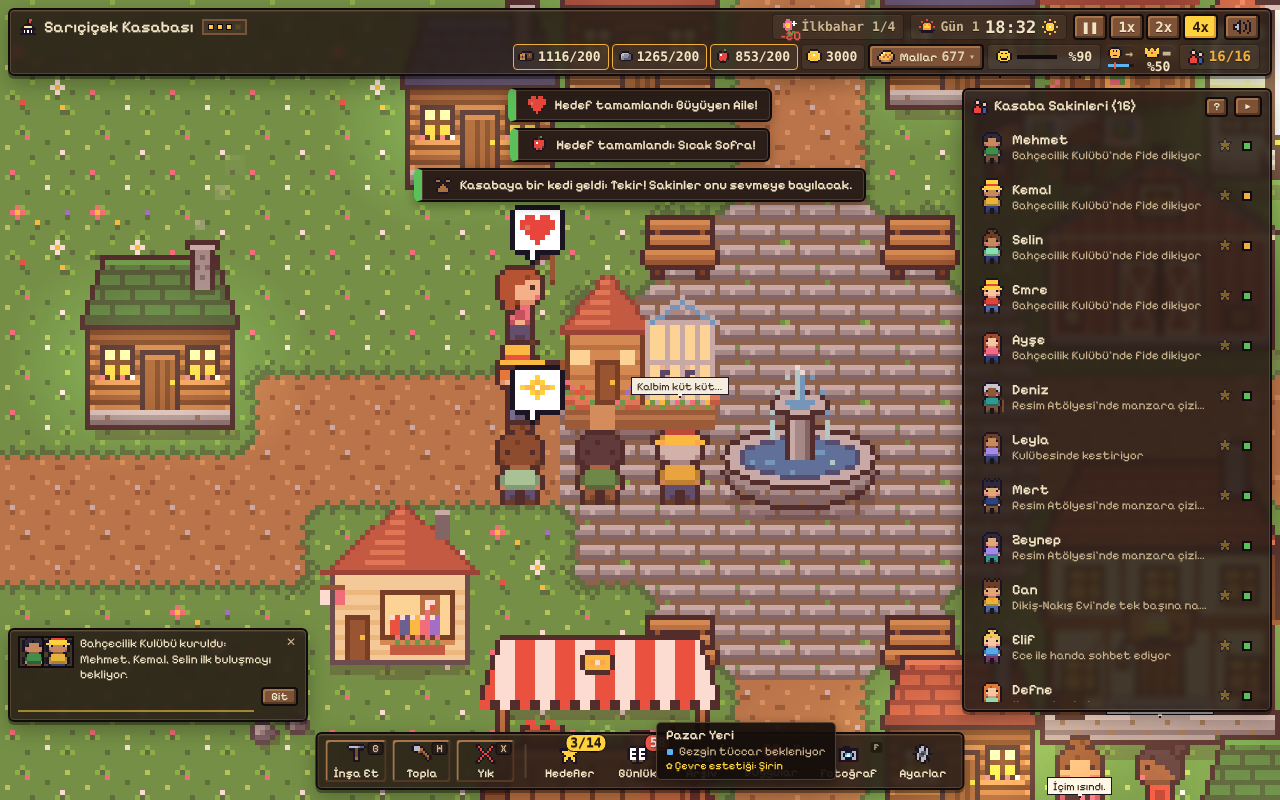 Sarıçiçek Kasabası
İlkbahar 1/4
-20
Gün 1 18:32
1x
2x
4x
1116/200
1265/200
853/200
3000
Mallar 677
%90
%50
16/16
Hedef tamamlandı: Büyüyen Aile!
Hedef tamamlandı: Sıcak Sofra!
Kasabaya bir kedi geldi: Tekir! Sakinler onu sevmeye bayılacak.
Kasaba Sakinleri (16)
?
Mehmet
Bahçecilik Kulübü'nde fide dikiyor
Kemal
Bahçecilik Kulübü'nde fide dikiyor
Selin
Bahçecilik Kulübü'nde fide dikiyor
Emre
Bahçecilik Kulübü'nde fide dikiyor
Ayşe
Bahçecilik Kulübü'nde fide dikiyor
Deniz
Resim Atölyesi'nde manzara çizi...
Leyla
Kulübesinde kestiriyor
Mert
Resim Atölyesi'nde manzara çizi...
Zeynep
Resim Atölyesi'nde manzara çizi...
Can
Dikiş-Nakış Evi'nde tek başına na...
Elif
Ece ile handa sohbet ediyor
Defne
Kalbim küt küt...
Bahçecilik Kulübü kuruldu:
Mehmet, Kemal, Selin ilk buluşmayı
bekliyor.
Git
Pazar Yeri
Gezgin tüccar bekleniyor
Çevre estetiği: Şirin
İnşa Et
B
Topla
H
Yık
X
3/14
Hedefler
5
Günlük
F
Fotoğraf
Ayarlar
İçim ısındı.